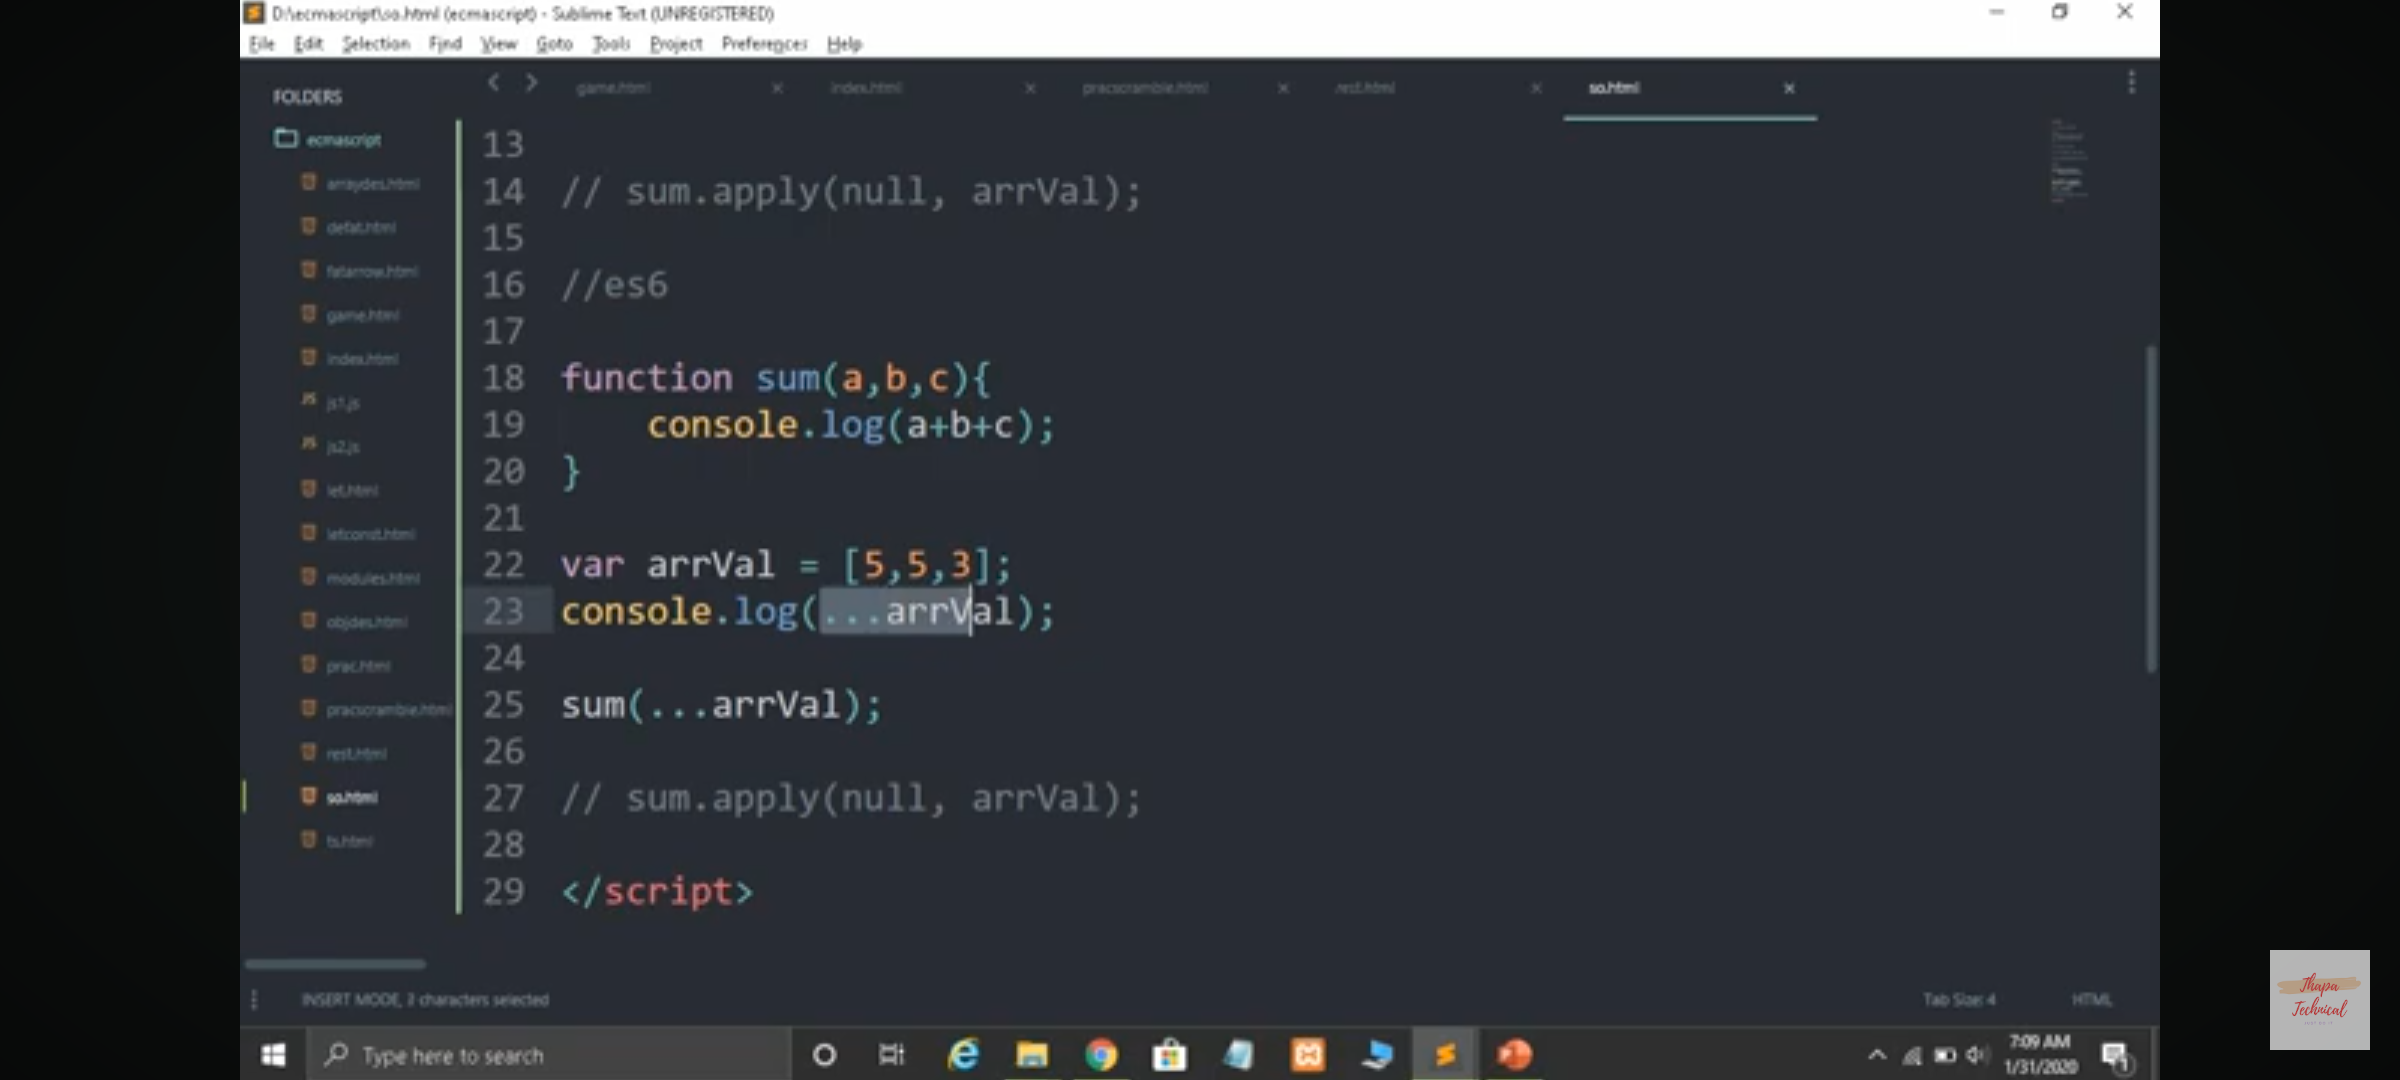 D:\ecmascript\so.html (ecmascript) - Sublime Text (UNREGISTERED)
File Edit Selection Find View Goto Tools Project Preferences Help
FOLDERS
game.html
index.html
pracscramble.html
rest.html
so.html
ecmascript
arraydes.html
defat.html
fatarrow.html
game.html
index.html
js1.js
js2.js
let.html
letconst.html
modules.html
objdes.html
prac.html
pracscramble.html
rest.html
so.html
ts.html
13
14 // sum.apply(null, arrVal);
15
16 //es6
17
18 function sum(a,b,c){
19 console.log(a+b+c);
20 }
21
22 var arrVal = [5,5,3];
23 console.log(...arrVal);
24
25 sum(...arrVal);
26
27 // sum.apply(null, arrVal);
28
29 </script>
INSERT MODE, 3 characters selected
Tab Size: 4
HTML
Type here to search
7:09 AM
1/31/2020
1
Thapa
Technical